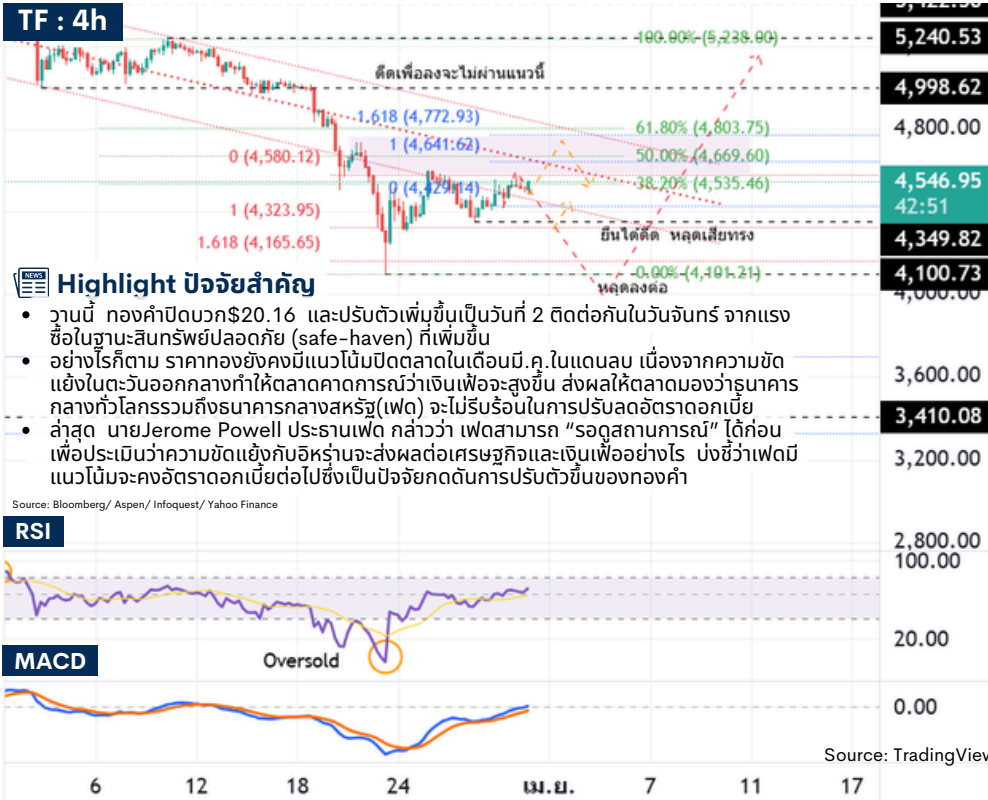 TF : 4h
5,422.50
5,240.53
100.00% (5,238.00)
ดีดเพื่อลงจะไม่ผ่านแนวนี้
4,998.62
1.618 (4,772.93)
61.80% (4,803.75)
4,800.00
1 (4,641.62)
0 (4,580.12)
50.00% (4,669.60)
0 (4,429.14)
38.20% (4,535.46)
4,546.95
42:51
1 (4,323.95)
ยืนได้ดีด หลุดเสียทรง
4,349.82
1.618 (4,165.65)
0.00% (4,101.21)
4,100.73
หลุดลงต่อ
4,000.00
NEWS
Highlight ปัจจัยสำคัญ
• วานนี้ ทองคำปิดบวก$20.16 และปรับตัวเพิ่มขึ้นเป็นวันที่ 2 ติดต่อกันในวันจันทร์ จากแรง
ซื้อในฐานะสินทรัพย์ปลอดภัย (safe-haven) ที่เพิ่มขึ้น
• อย่างไรก็ตาม ราคาทองยังคงมีแนวโน้มปิดตลาดในเดือนมี.ค.ในแดนลบ เนื่องจากความขัด
แย้งในตะวันออกกลางทำให้ตลาดคาดการณ์ว่าเงินเฟ้อจะสูงขึ้น ส่งผลให้ตลาดมองว่าธนาคาร
กลางทั่วโลกรวมถึงธนาคารกลางสหรัฐ(เฟด) จะไม่รีบร้อนในการปรับลดอัตราดอกเบี้ย
• ล่าสุด นายJerome Powell ประธานเฟด กล่าวว่า เฟดสามารถ “รอดูสถานการณ์” ได้ก่อน
เพื่อประเมินว่าความขัดแย้งกับอิหร่านจะส่งผลต่อเศรษฐกิจและเงินเฟ้ออย่างไร บ่งชี้ว่าเฟดมี
แนวโน้มจะคงอัตราดอกเบี้ยต่อไปซึ่งเป็นปัจจัยกดดันการปรับตัวขึ้นของทองคำ
3,600.00
3,410.08
3,200.00
Source: Bloomberg/ Aspen/ Infoquest/ Yahoo Finance
RSI
2,800.00
100.00
20.00
Oversold
MACD
0.00
Source: TradingView
6 12 18 24 เม.ย. 7 11 17